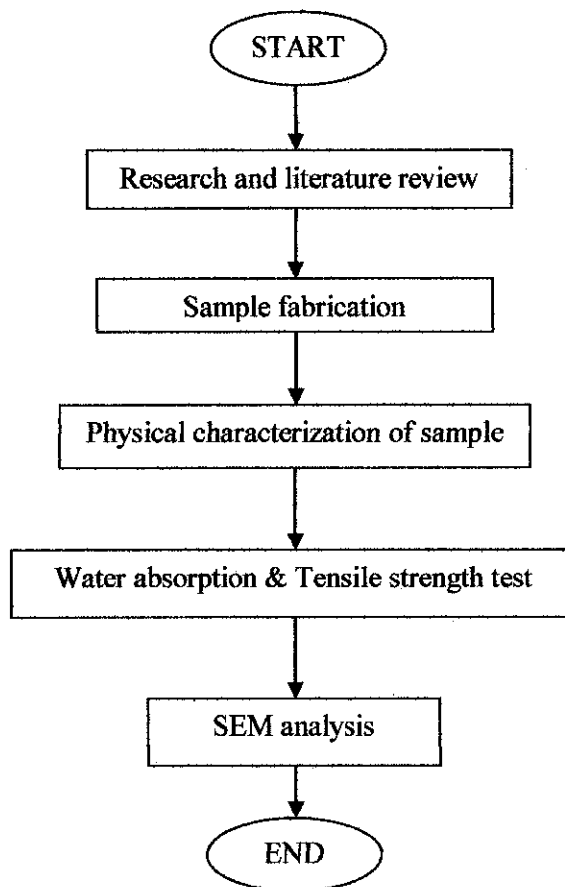 START
Research and literature review
Sample fabrication
Physical characterization of sample
Water absorption & Tensile strength test
SEM analysis
END